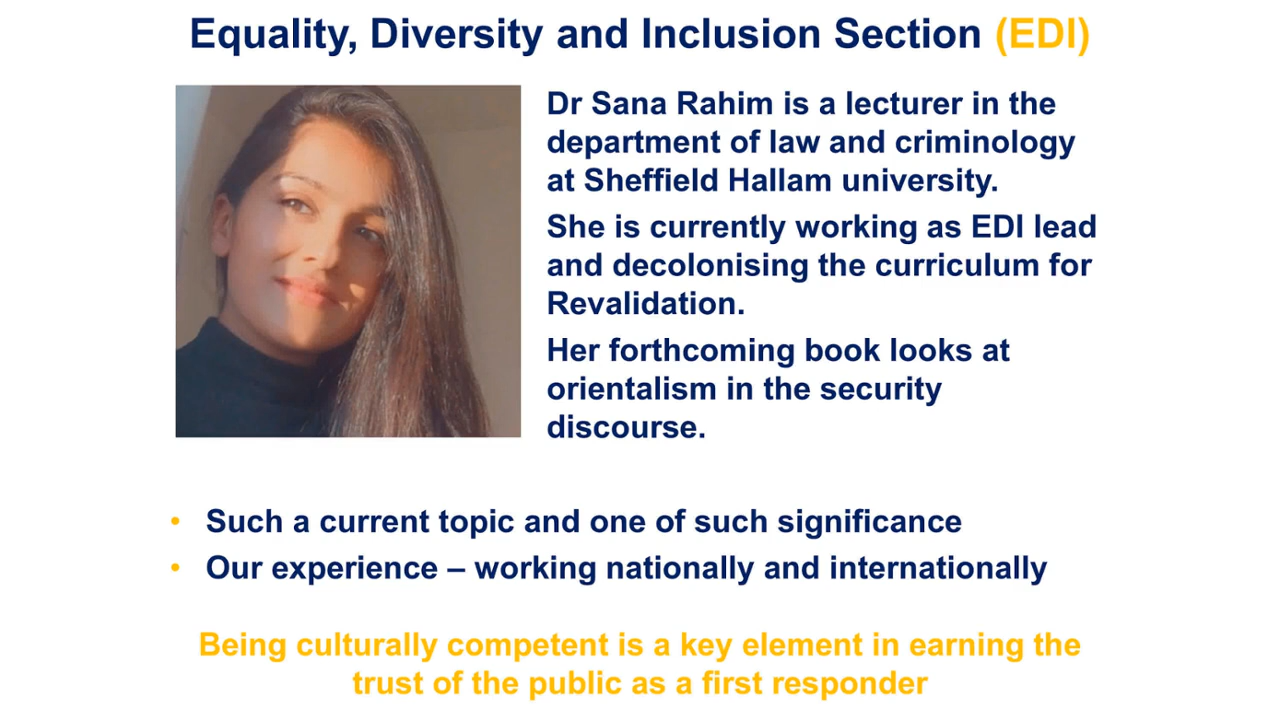 Equality, Diversity and Inclusion Section (EDI)
Dr Sana Rahim is a lecturer in the
department of law and criminology
at Sheffield Hallam university.
She is currently working as EDI lead
and decolonising the curriculum for
Revalidation.
Her forthcoming book looks at
orientalism in the security
discourse.
• Such a current topic and one of such significance
• Our experience – working nationally and internationally
Being culturally competent is a key element in earning the
trust of the public as a first responder